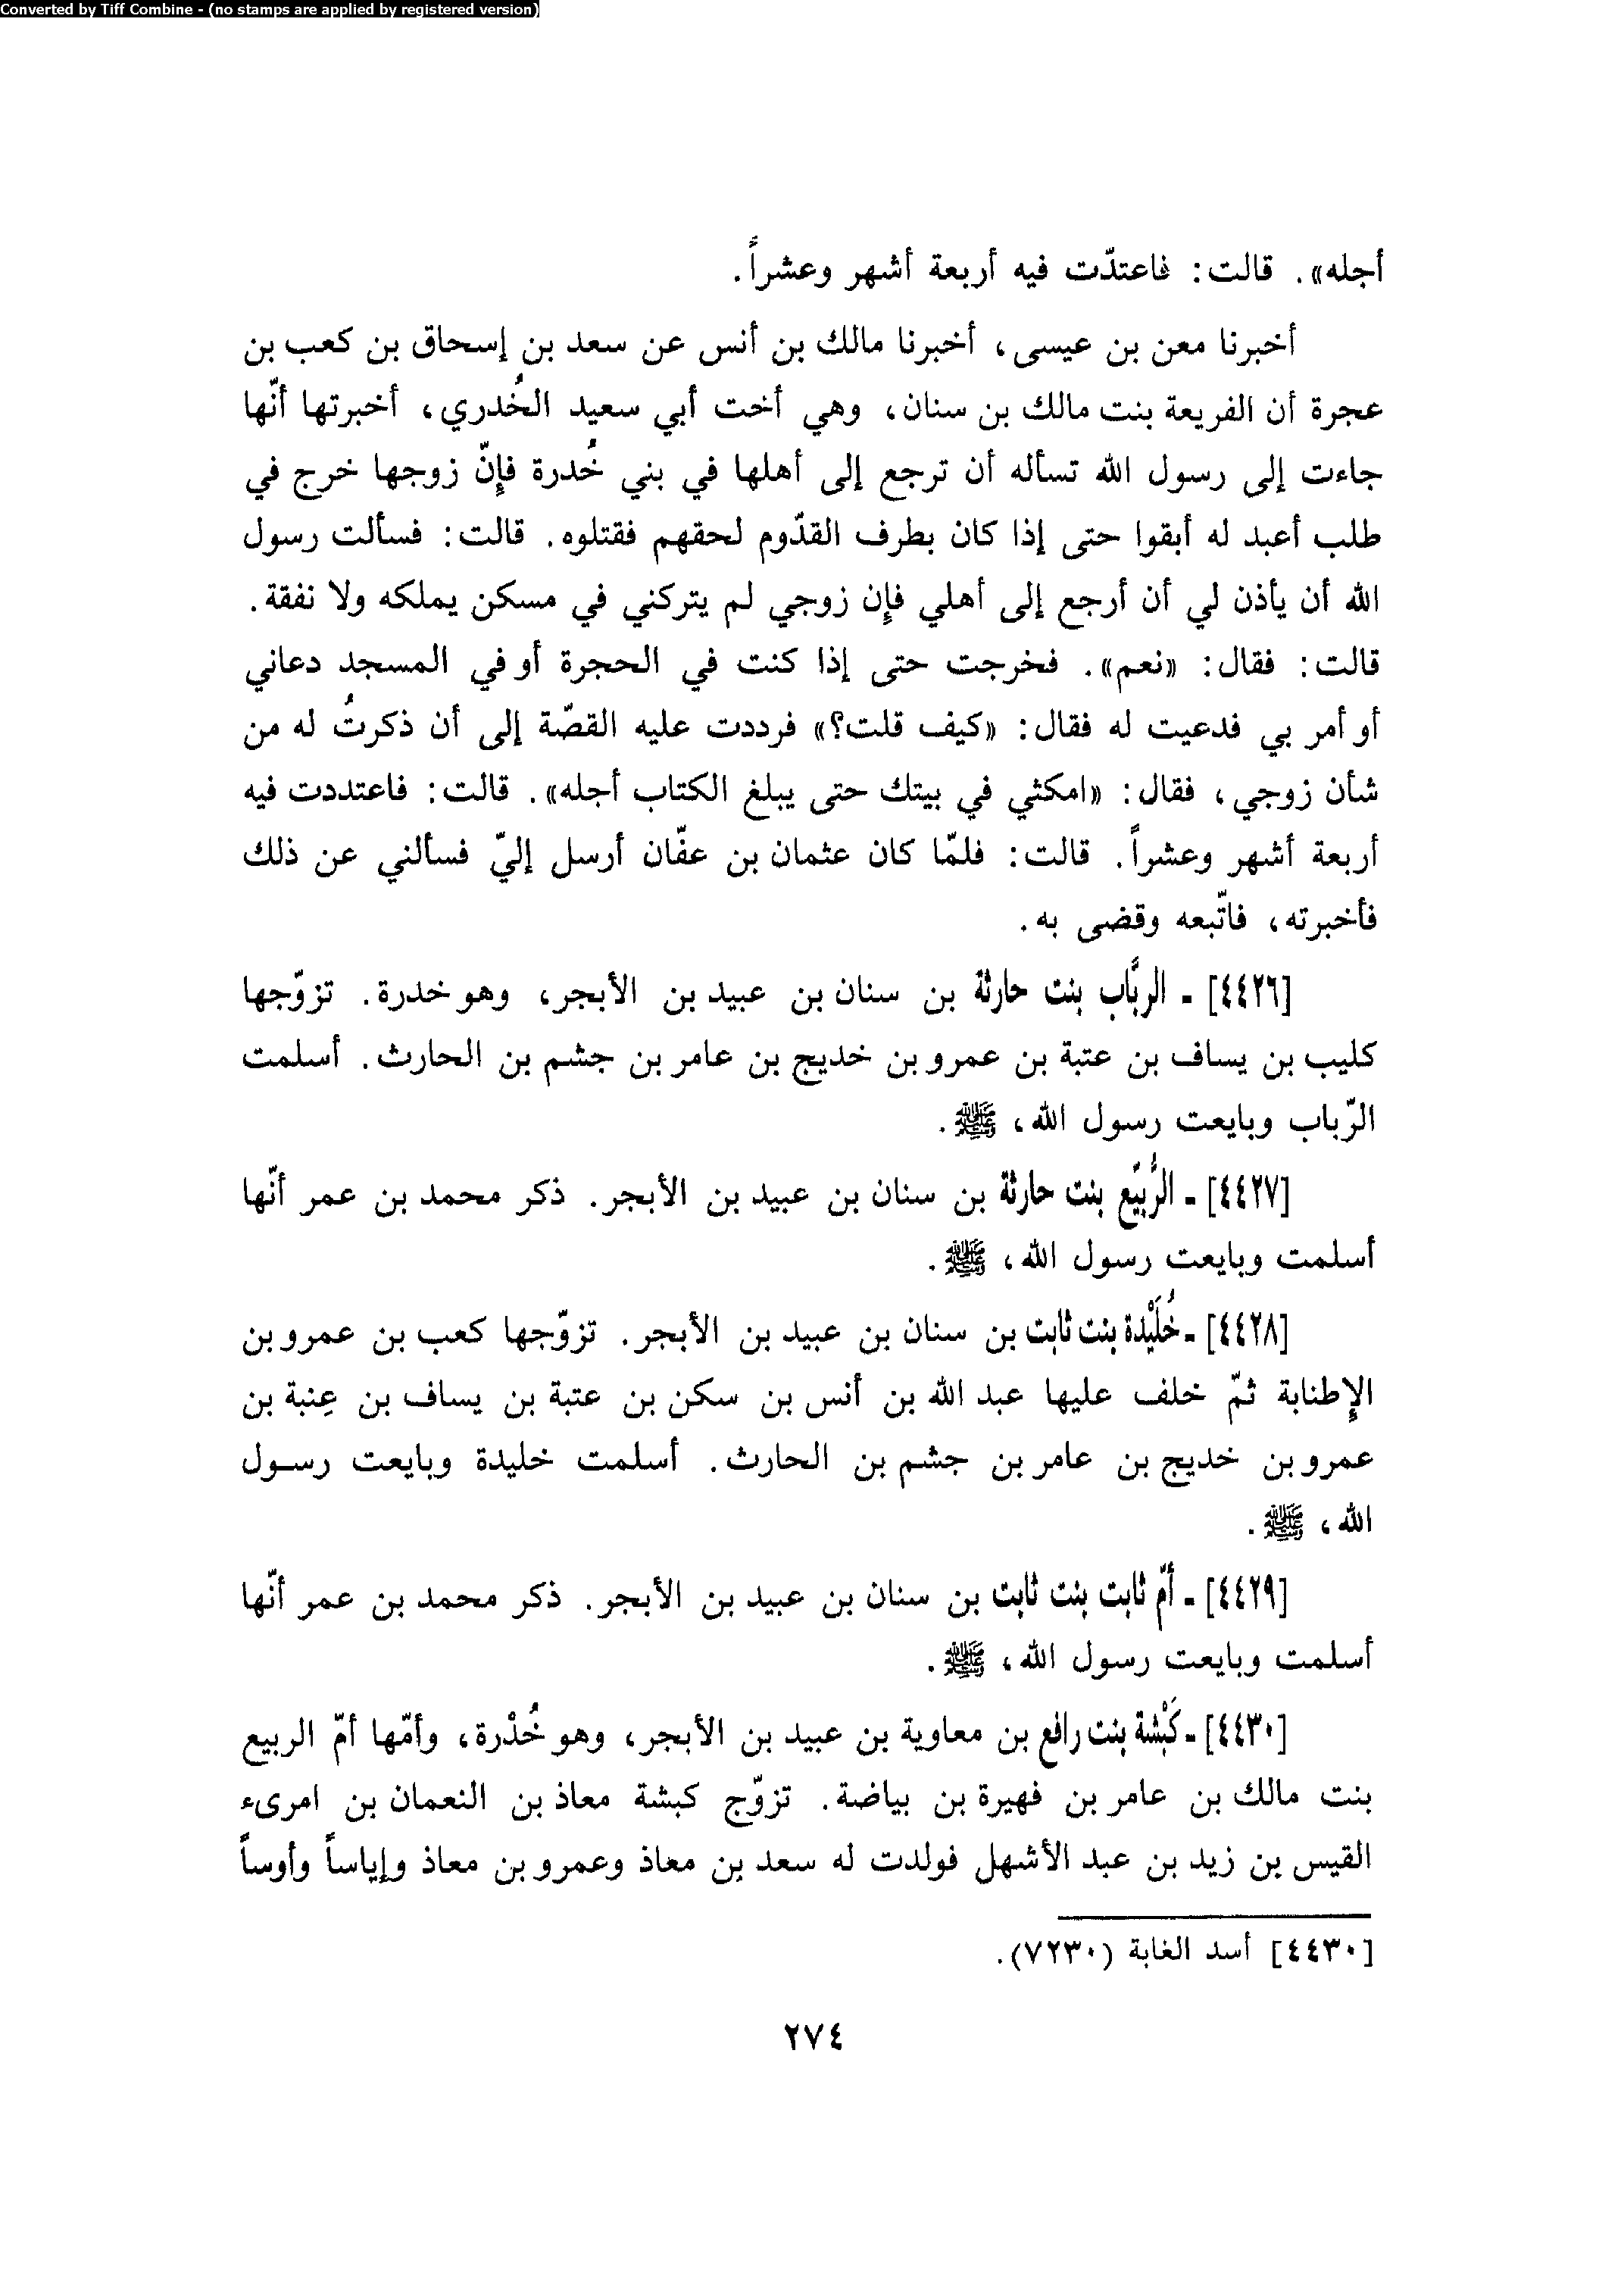 Converted by Tiff Combine - (no stamps are applied by registered version)
أجله». قالت: فاعتدّت فيه أربعة أشهر وعشراً.
أخبرنا معن بن عيسى، أخبرنا مالك بن أنس عن سعد بن إسحاق بن كعب بن
عجرة أن الفريعة بنت مالك بن سنان، وهي أخت أبي سعيد الخُدري، أخبرتها أنّها
جاءت إلى رسول الله تسأله أن ترجع إلى أهلها في بني خُدرة فإنّ زوجها خرج في
طلب أعبد له أبقوا حتى إذا كان بطرف القدّوم لحقهم فقتلوه. قالت: فسألت رسول
الله أن يأذن لي أن أرجع إلى أهلي فإن زوجي لم يتركني في مسكن يملكه ولا نفقة.
قالت: فقال: «نعم». فخرجت حتى إذا كنت في الحجرة أو في المسجد دعاني
أو أمر بي فدعيت له فقال: «كيف قلت؟» فرددت عليه القصّة إلى أن ذكرتُ له من
شأن زوجي، فقال: «امكثي في بيتك حتى يبلغ الكتاب أجله». قالت: فاعتددت فيه
أربعة أشهر وعشراً. قالت: فلمّا كان عثمان بن عفّان أرسل إليّ فسألني عن ذلك
فأخبرته، فاتّبعه وقضى به.
[٤٤٢٦] - الربَّاب بنت حارثة بن سنان بن عبيد بن الأبجر، وهو خدرة. تزوّجها
كليب بن يساف بن عتبة بن عمرو بن خديج بن عامر بن جشم بن الحارث. أسلمت
الرّباب وبايعت رسول الله، ﷺ.
[٤٤٢٧] - الرُّبَيِّع بنت حارثة بن سنان بن عبيد بن الأبجر. ذكر محمد بن عمر أنّها
أسلمت وبايعت رسول الله، ﷺ.
[٤٤٢٨] - خُلَيْدة بنت ثابت بن سنان بن عبيد بن الأبجر. تزوّجها كعب بن عمرو بن
الإطنابة ثمّ خلف عليها عبد الله بن أنس بن سكن بن عتبة بن يساف بن عِنبة بن
عمرو بن خديج بن عامر بن جشم بن الحارث. أسلمت خليدة وبايعت رسول
الله، ﷺ.
[٤٤٢٩] - أمّ ثابت بنت ثابت بن سنان بن عبيد بن الأبجر. ذكر محمد بن عمر أنّها
أسلمت وبايعت رسول الله، ﷺ.
[٤٤٣٠] - كَبْشة بنت رافع بن معاوية بن عبيد بن الأبجر، وهو خُدْرة، وأمّها أمّ الربيع
بنت مالك بن عامر بن فهيرة بن بياضة. تزوّج كبشة معاذ بن النعمان بن امرىء
القيس بن زيد بن عبد الأشهل فولدت له سعد بن معاذ وعمرو بن معاذ وإياساً وأوساً
[٤٤٣٠] أسد الغابة (٧٢٣٠).
٢٧٤